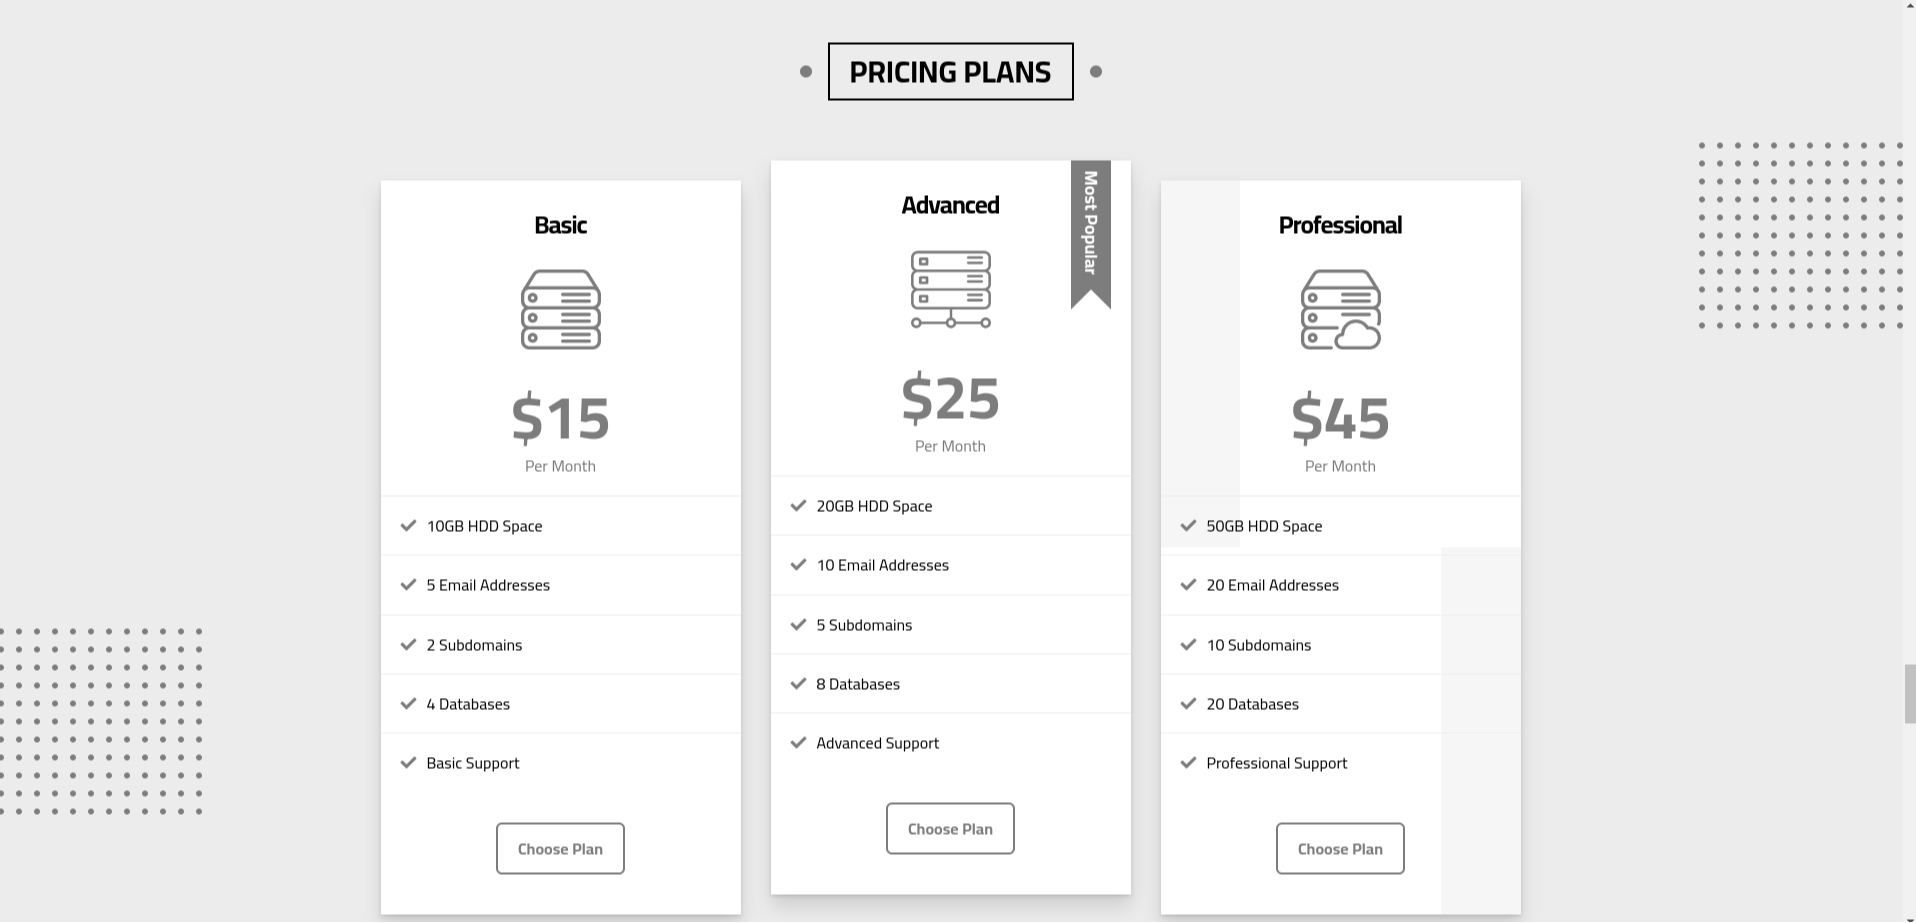 PRICING PLANS
Basic
$15
Per Month
10GB HDD Space
5 Email Addresses
2 Subdomains
4 Databases
Basic Support
Choose Plan
Most Popular
Advanced
$25
Per Month
20GB HDD Space
10 Email Addresses
5 Subdomains
8 Databases
Advanced Support
Choose Plan
Professional
$45
Per Month
50GB HDD Space
20 Email Addresses
10 Subdomains
20 Databases
Professional Support
Choose Plan